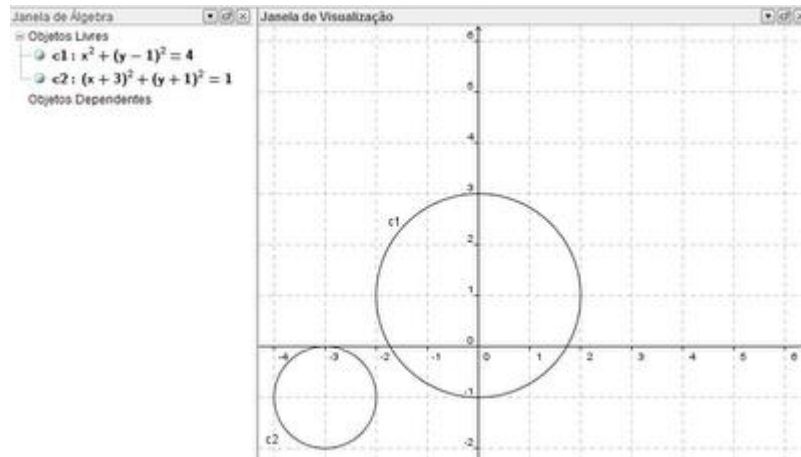 Janela de Álgebra
Objetos Livres
c1 : x² + (y − 1)² = 4
c2 : (x + 3)² + (y + 1)² = 1
Objetos Dependentes
Janela de Visualização
6
5
4
3
c1
2
1
0
-4 -3 -2 -1 0 1 2 3 4 5 6
-1
c2
-2